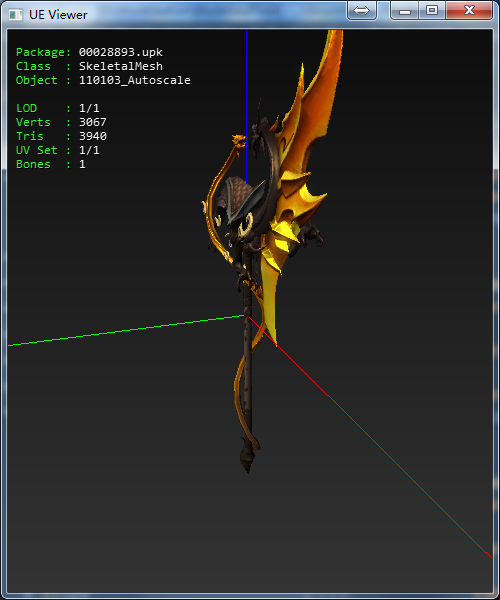 UE Viewer
Package: 00028893.upk
Class : SkeletalMesh
Object : 110103_Autoscale
LOD : 1/1
Verts : 3067
Tris : 3940
UV Set : 1/1
Bones : 1